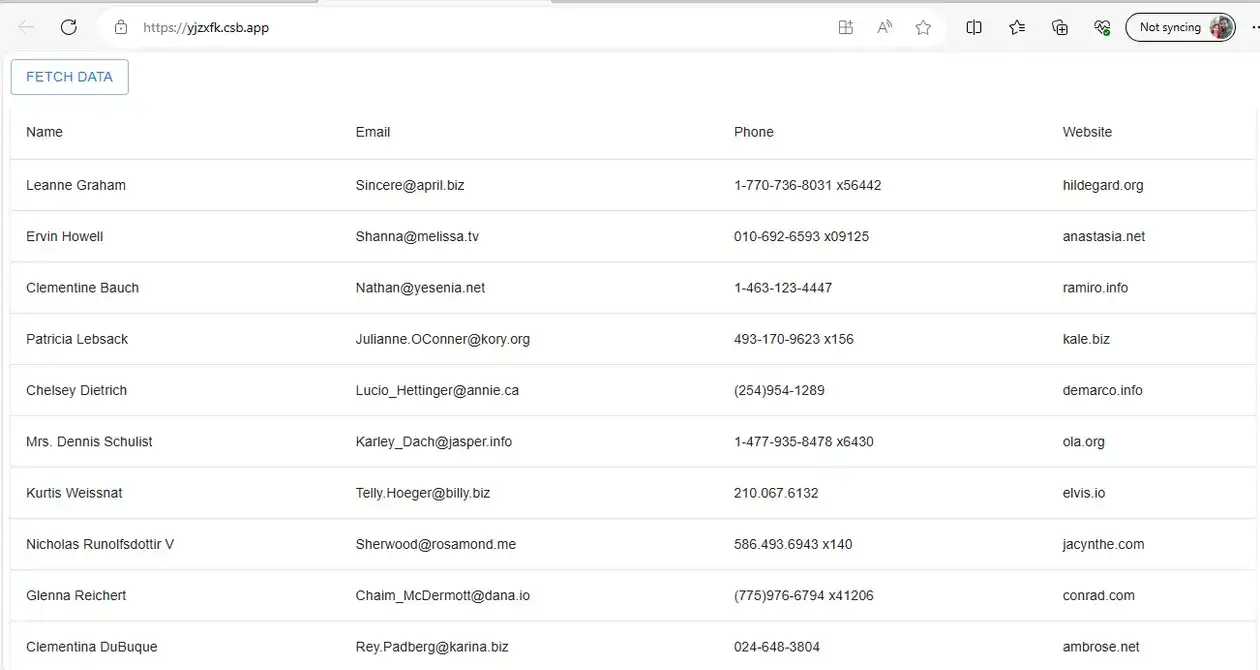 https://yjzxfk.csb.app
Not syncing
FETCH DATA
Name Email Phone Website
Leanne Graham Sincere@april.biz 1-770-736-8031 x56442 hildegard.org
Ervin Howell Shanna@melissa.tv 010-692-6593 x09125 anastasia.net
Clementine Bauch Nathan@yesenia.net 1-463-123-4447 ramiro.info
Patricia Lebsack Julianne.OConner@kory.org 493-170-9623 x156 kale.biz
Chelsey Dietrich Lucio_Hettinger@annie.ca (254)954-1289 demarco.info
Mrs. Dennis Schulist Karley_Dach@jasper.info 1-477-935-8478 x6430 ola.org
Kurtis Weissnat Telly.Hoeger@billy.biz 210.067.6132 elvis.io
Nicholas Runolfsdottir V Sherwood@rosamond.me 586.493.6943 x140 jacynthe.com
Glenna Reichert Chaim_McDermott@dana.io (775)976-6794 x41206 conrad.com
Clementina DuBuque Rey.Padberg@karina.biz 024-648-3804 ambrose.net